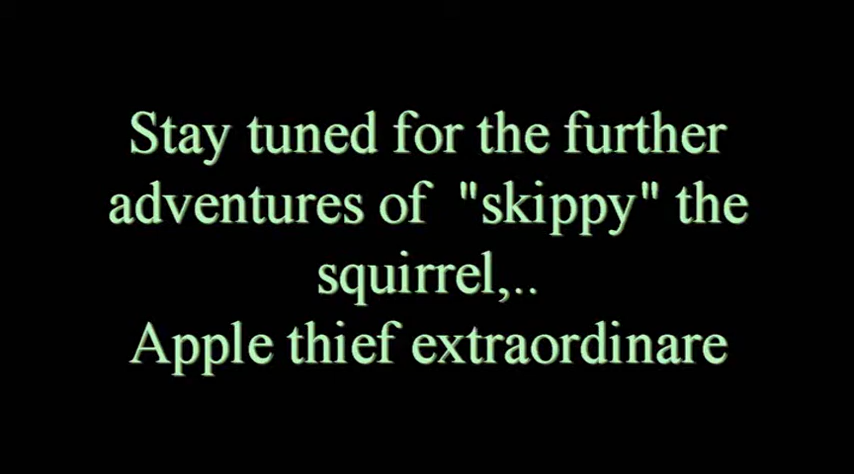 Stay tuned for the further
adventures of  "skippy" the
squirrel,..
Apple thief extraordinare